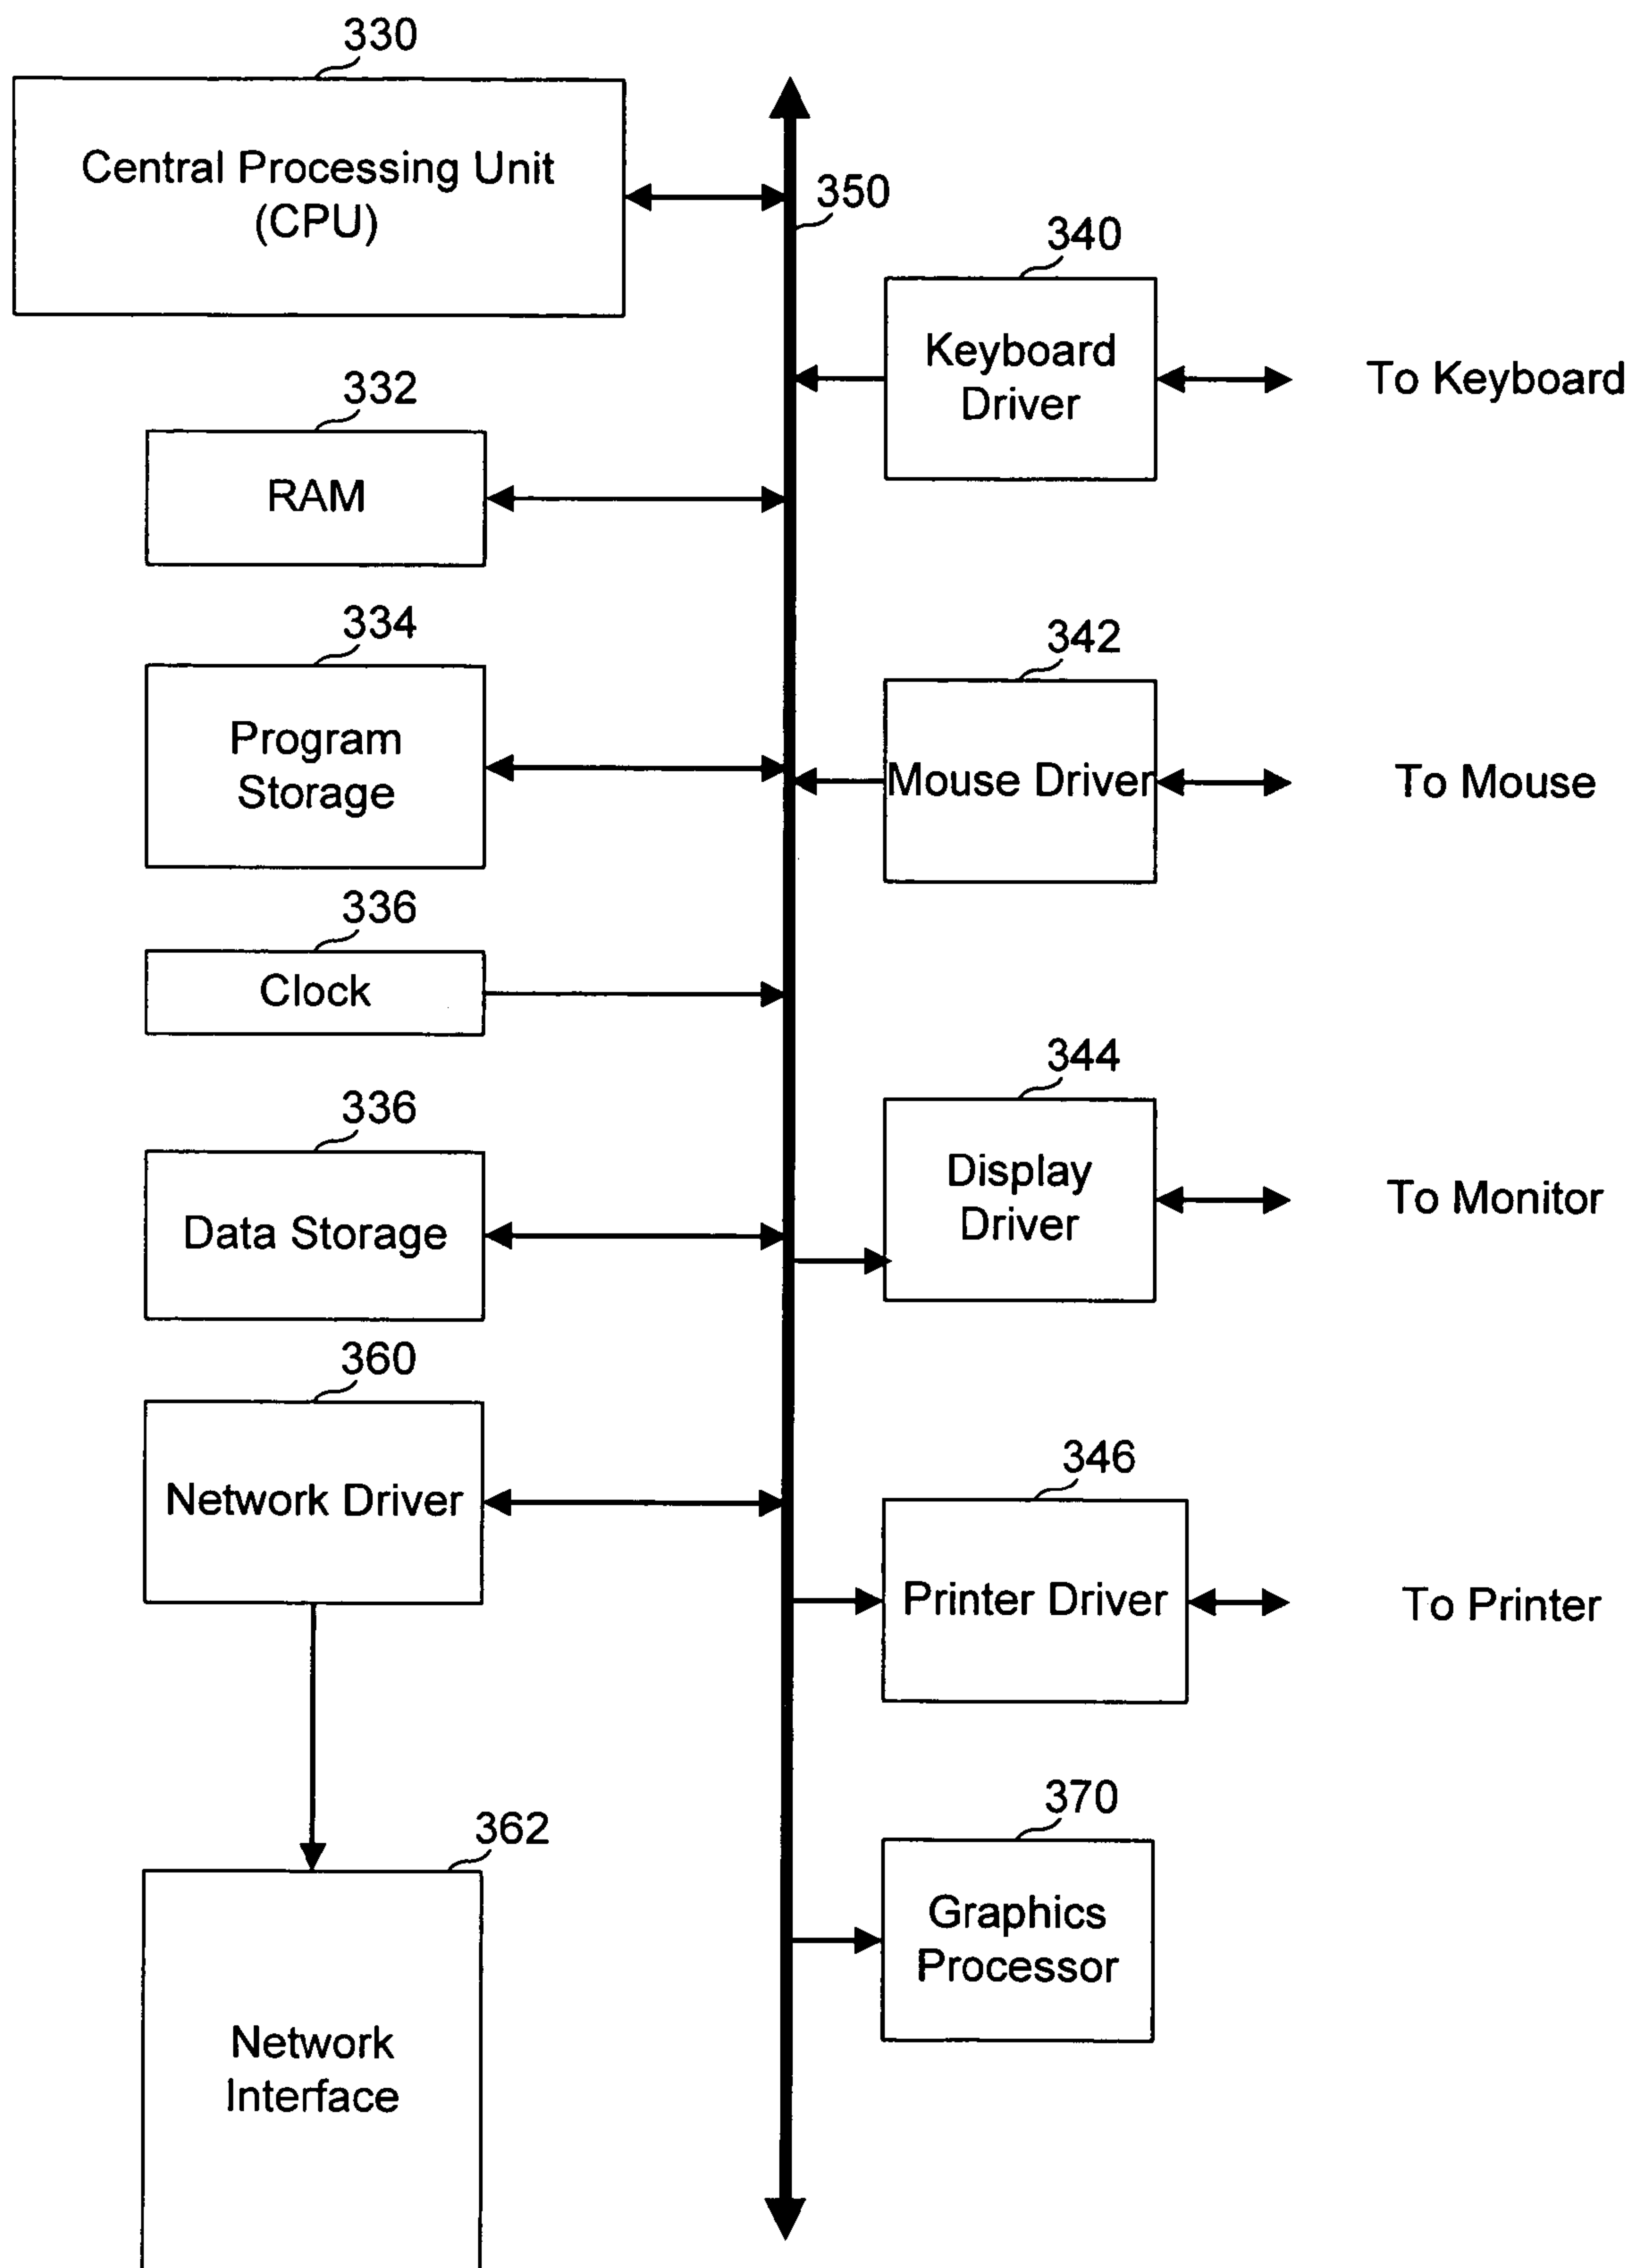 330
Central Processing Unit
(CPU)
350
340
Keyboard
Driver
To Keyboard
332
RAM
334
Program
Storage
342
Mouse Driver
To Mouse
336
Clock
336
Data Storage
344
Display
Driver
To Monitor
360
Network Driver
346
Printer Driver
To Printer
362
Network
Interface
370
Graphics
Processor